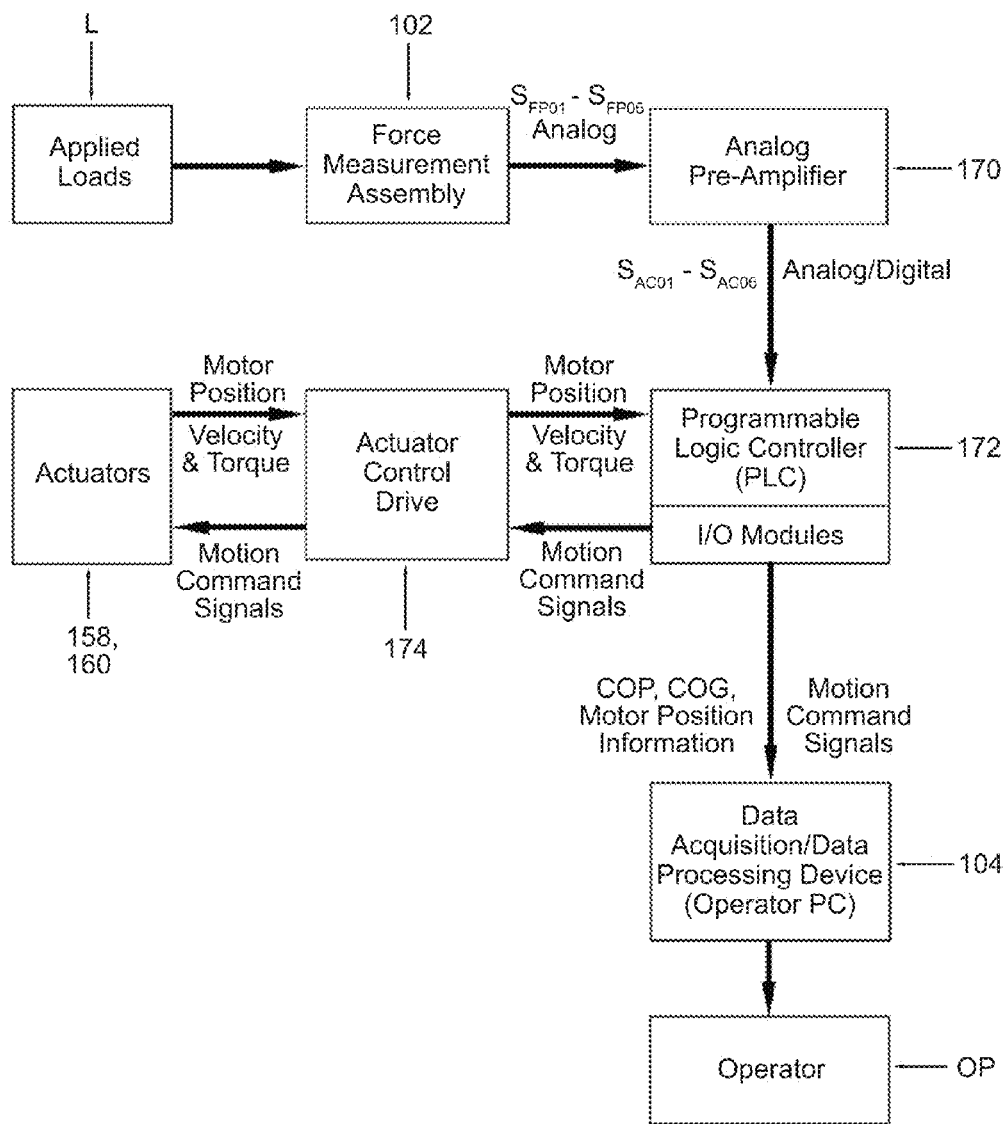 L
102
Applied
Loads
Force
Measurement
Assembly
S_FP01 - S_FP06
Analog
Analog
Pre-Amplifier
170
S_AC01 - S_AC06
Analog/Digital
Motor
Position
Velocity
& Torque
Motor
Position
Velocity
& Torque
Actuators
Actuator
Control
Drive
Programmable
Logic Controller
(PLC)
172
I/O Modules
Motion
Command
Signals
Motion
Command
Signals
158,
160
174
COP, COG,
Motor Position
Information
Motion
Command
Signals
Data
Acquisition/Data
Processing Device
(Operator PC)
104
Operator
OP